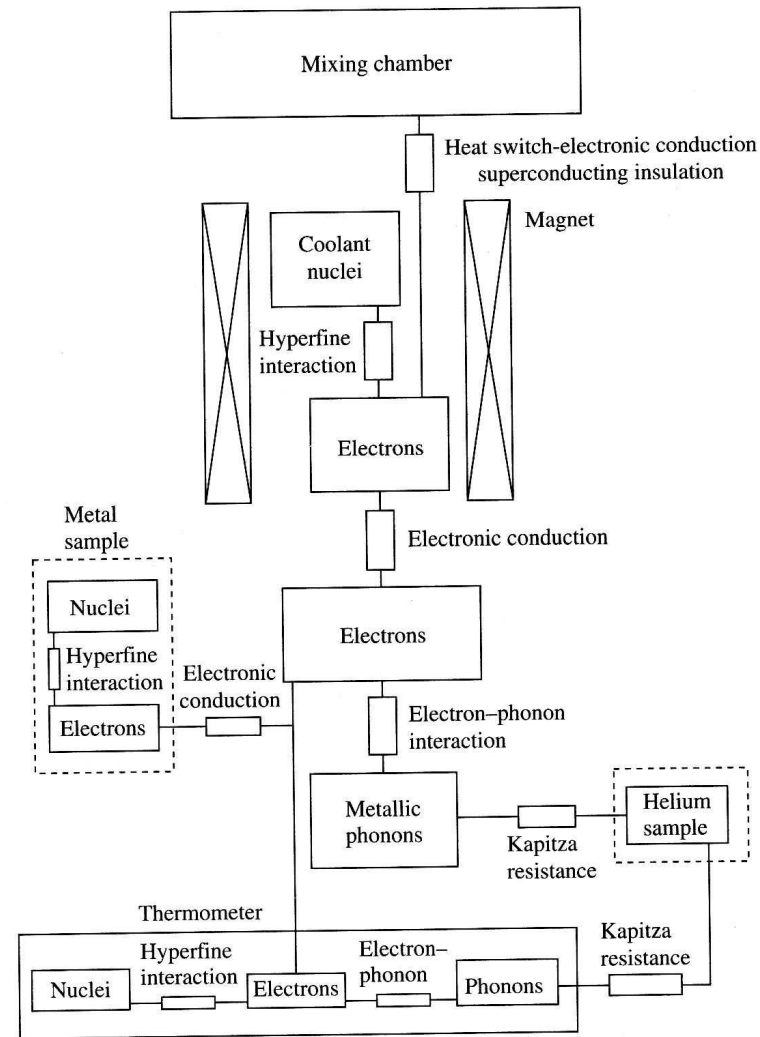 Mixing chamber
Heat switch-electronic conduction
superconducting insulation
Magnet
Coolant
nuclei
Hyperfine
interaction
Electrons
Electronic conduction
Metal
sample
Nuclei
Hyperfine
interaction
Electrons
Electronic
conduction
Electrons
Electron–phonon
interaction
Metallic
phonons
Kapitza
resistance
Helium
sample
Thermometer
Hyperfine
interaction
Electron–
phonon
Kapitza
resistance
Nuclei
Electrons
Phonons